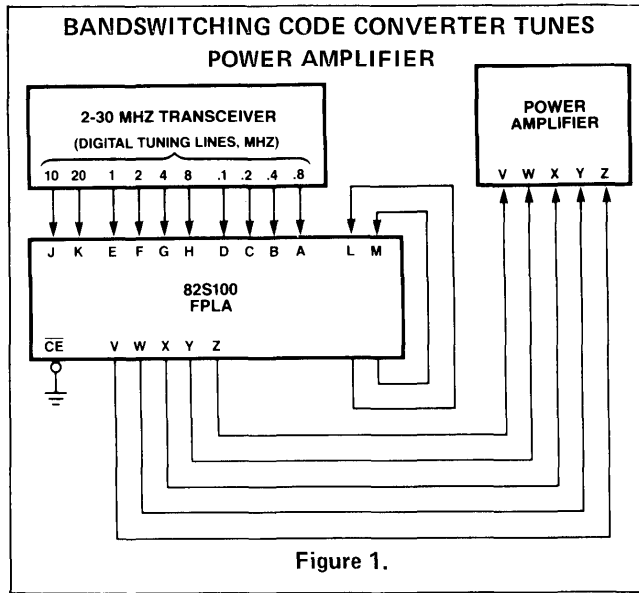 BANDSWITCHING CODE CONVERTER TUNES
POWER AMPLIFIER
2-30 MHZ TRANSCEIVER
(DIGITAL TUNING LINES, MHZ)
10 20 1 2 4 8 .1 .2 .4 .8
POWER
AMPLIFIER
V W X Y Z
J K E F G H D C B A L M
82S100
FPLA
CE V W X Y Z
Figure 1.